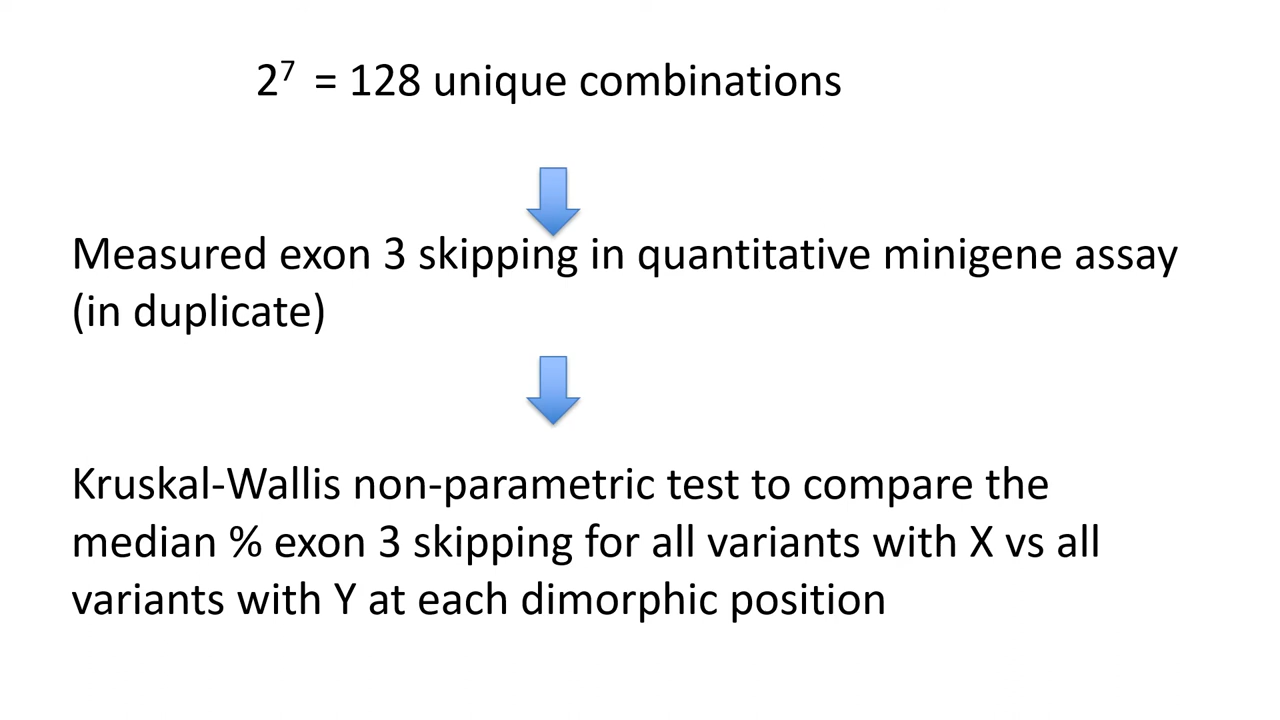 2⁷ = 128 unique combinations
Measured exon 3 skipping in quantitative minigene assay
(in duplicate)
Kruskal-Wallis non-parametric test to compare the
median % exon 3 skipping for all variants with X vs all
variants with Y at each dimorphic position